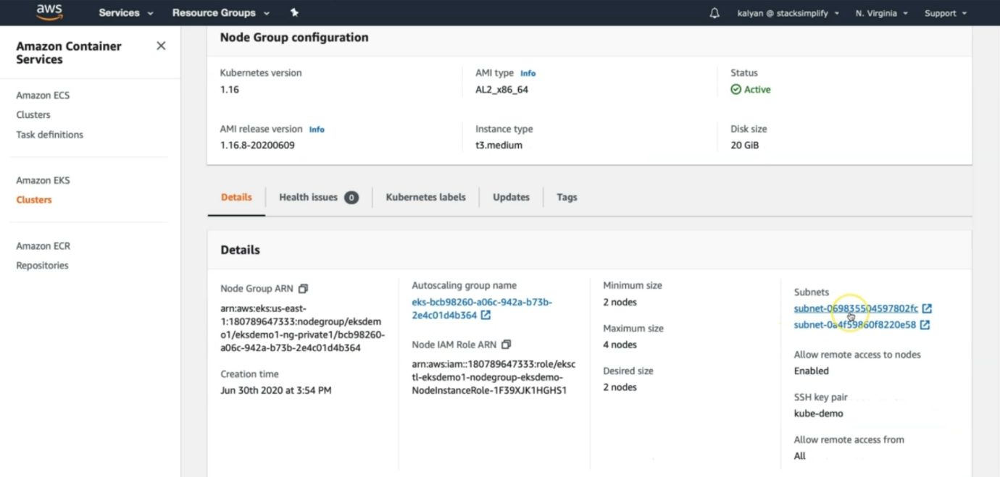 aws
Services
Resource Groups
kalyan @ stacksimplify
N. Virginia
Support
Amazon Container
Services
Amazon ECS
Clusters
Task definitions
Amazon EKS
Clusters
Amazon ECR
Repositories
Node Group configuration
Kubernetes version
1.16
AMI type Info
AL2_x86_64
Status
Active
AMI release version Info
1.16.8-20200609
Instance type
t3.medium
Disk size
20 GiB
Details
Health issues 0
Kubernetes labels
Updates
Tags
Details
Node Group ARN
arn:aws:eks:us-east-
1:180789647333:nodegroup/eksdem
o1/eksdemo1-ng-private1/bcb98260-
a06c-942a-b73b-2e4c01d4b364
Creation time
Jun 30th 2020 at 3:54 PM
Autoscaling group name
eks-bcb98260-a06c-942a-b73b-
2e4c01d4b364
Node IAM Role ARN
arn:aws:iam::180789647333:role/eksc
tl-eksdemo1-nodegroup-eksdemo-
NodeInstanceRole-1F39XJK1HGHS1
Minimum size
2 nodes
Maximum size
4 nodes
Desired size
2 nodes
Subnets
subnet-069835504597802fc
subnet-0a4f59860f8220e58
Allow remote access to nodes
Enabled
SSH key pair
kube-demo
Allow remote access from
All